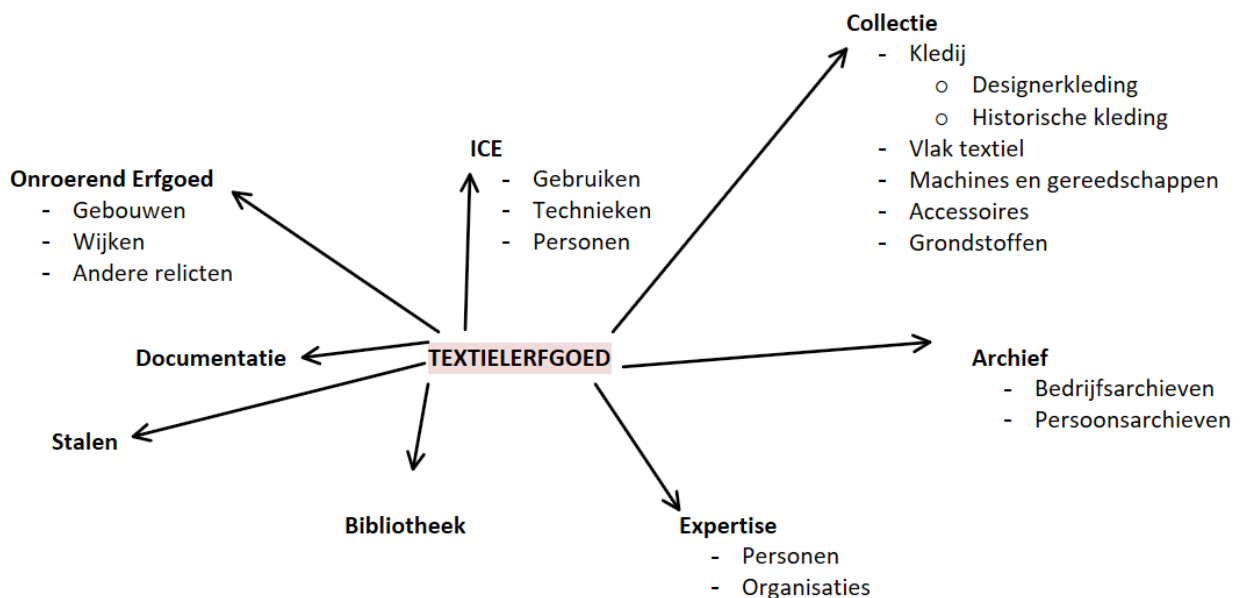 Collectie
- Kledij
o Designerkleding
o Historische kleding
- Vlak textiel
- Machines en gereedschappen
- Accessoires
- Grondstoffen
ICE
- Gebruiken
- Technieken
- Personen
Onroerend Erfgoed
- Gebouwen
- Wijken
- Andere relicten
Documentatie
TEXTIELERFGOED
Archief
- Bedrijfsarchieven
- Persoonsarchieven
Stalen
Bibliotheek
Expertise
- Personen
- Organisaties